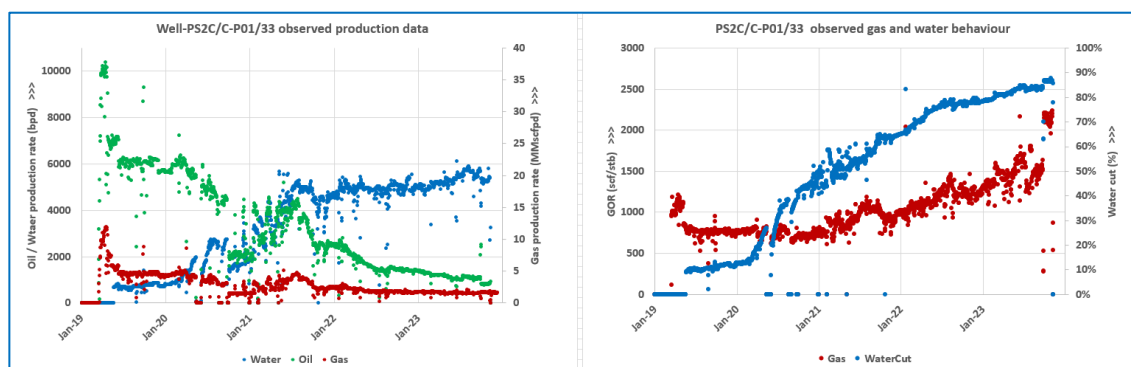 Well-PS2C/C-P01/33 observed production data
Oil / Wtaer production rate (bpd) >>>
10000
8000
6000
4000
2000
0
40
35
30
25
20
15
10
5
0
Gas production rate (MMscfpd) >>>
Jan-19
Jan-20
Jan-21
Jan-22
Jan-23
Water
Oil
Gas
PS2C/C-P01/33 observed gas and water behaviour
GOR (scf/stb) >>>
3000
2500
2000
1500
1000
500
0
100%
90%
80%
70%
60%
50%
40%
30%
20%
10%
0%
Water cut (%) >>>
Jan-19
Jan-20
Jan-21
Jan-22
Jan-23
Gas
WaterCut